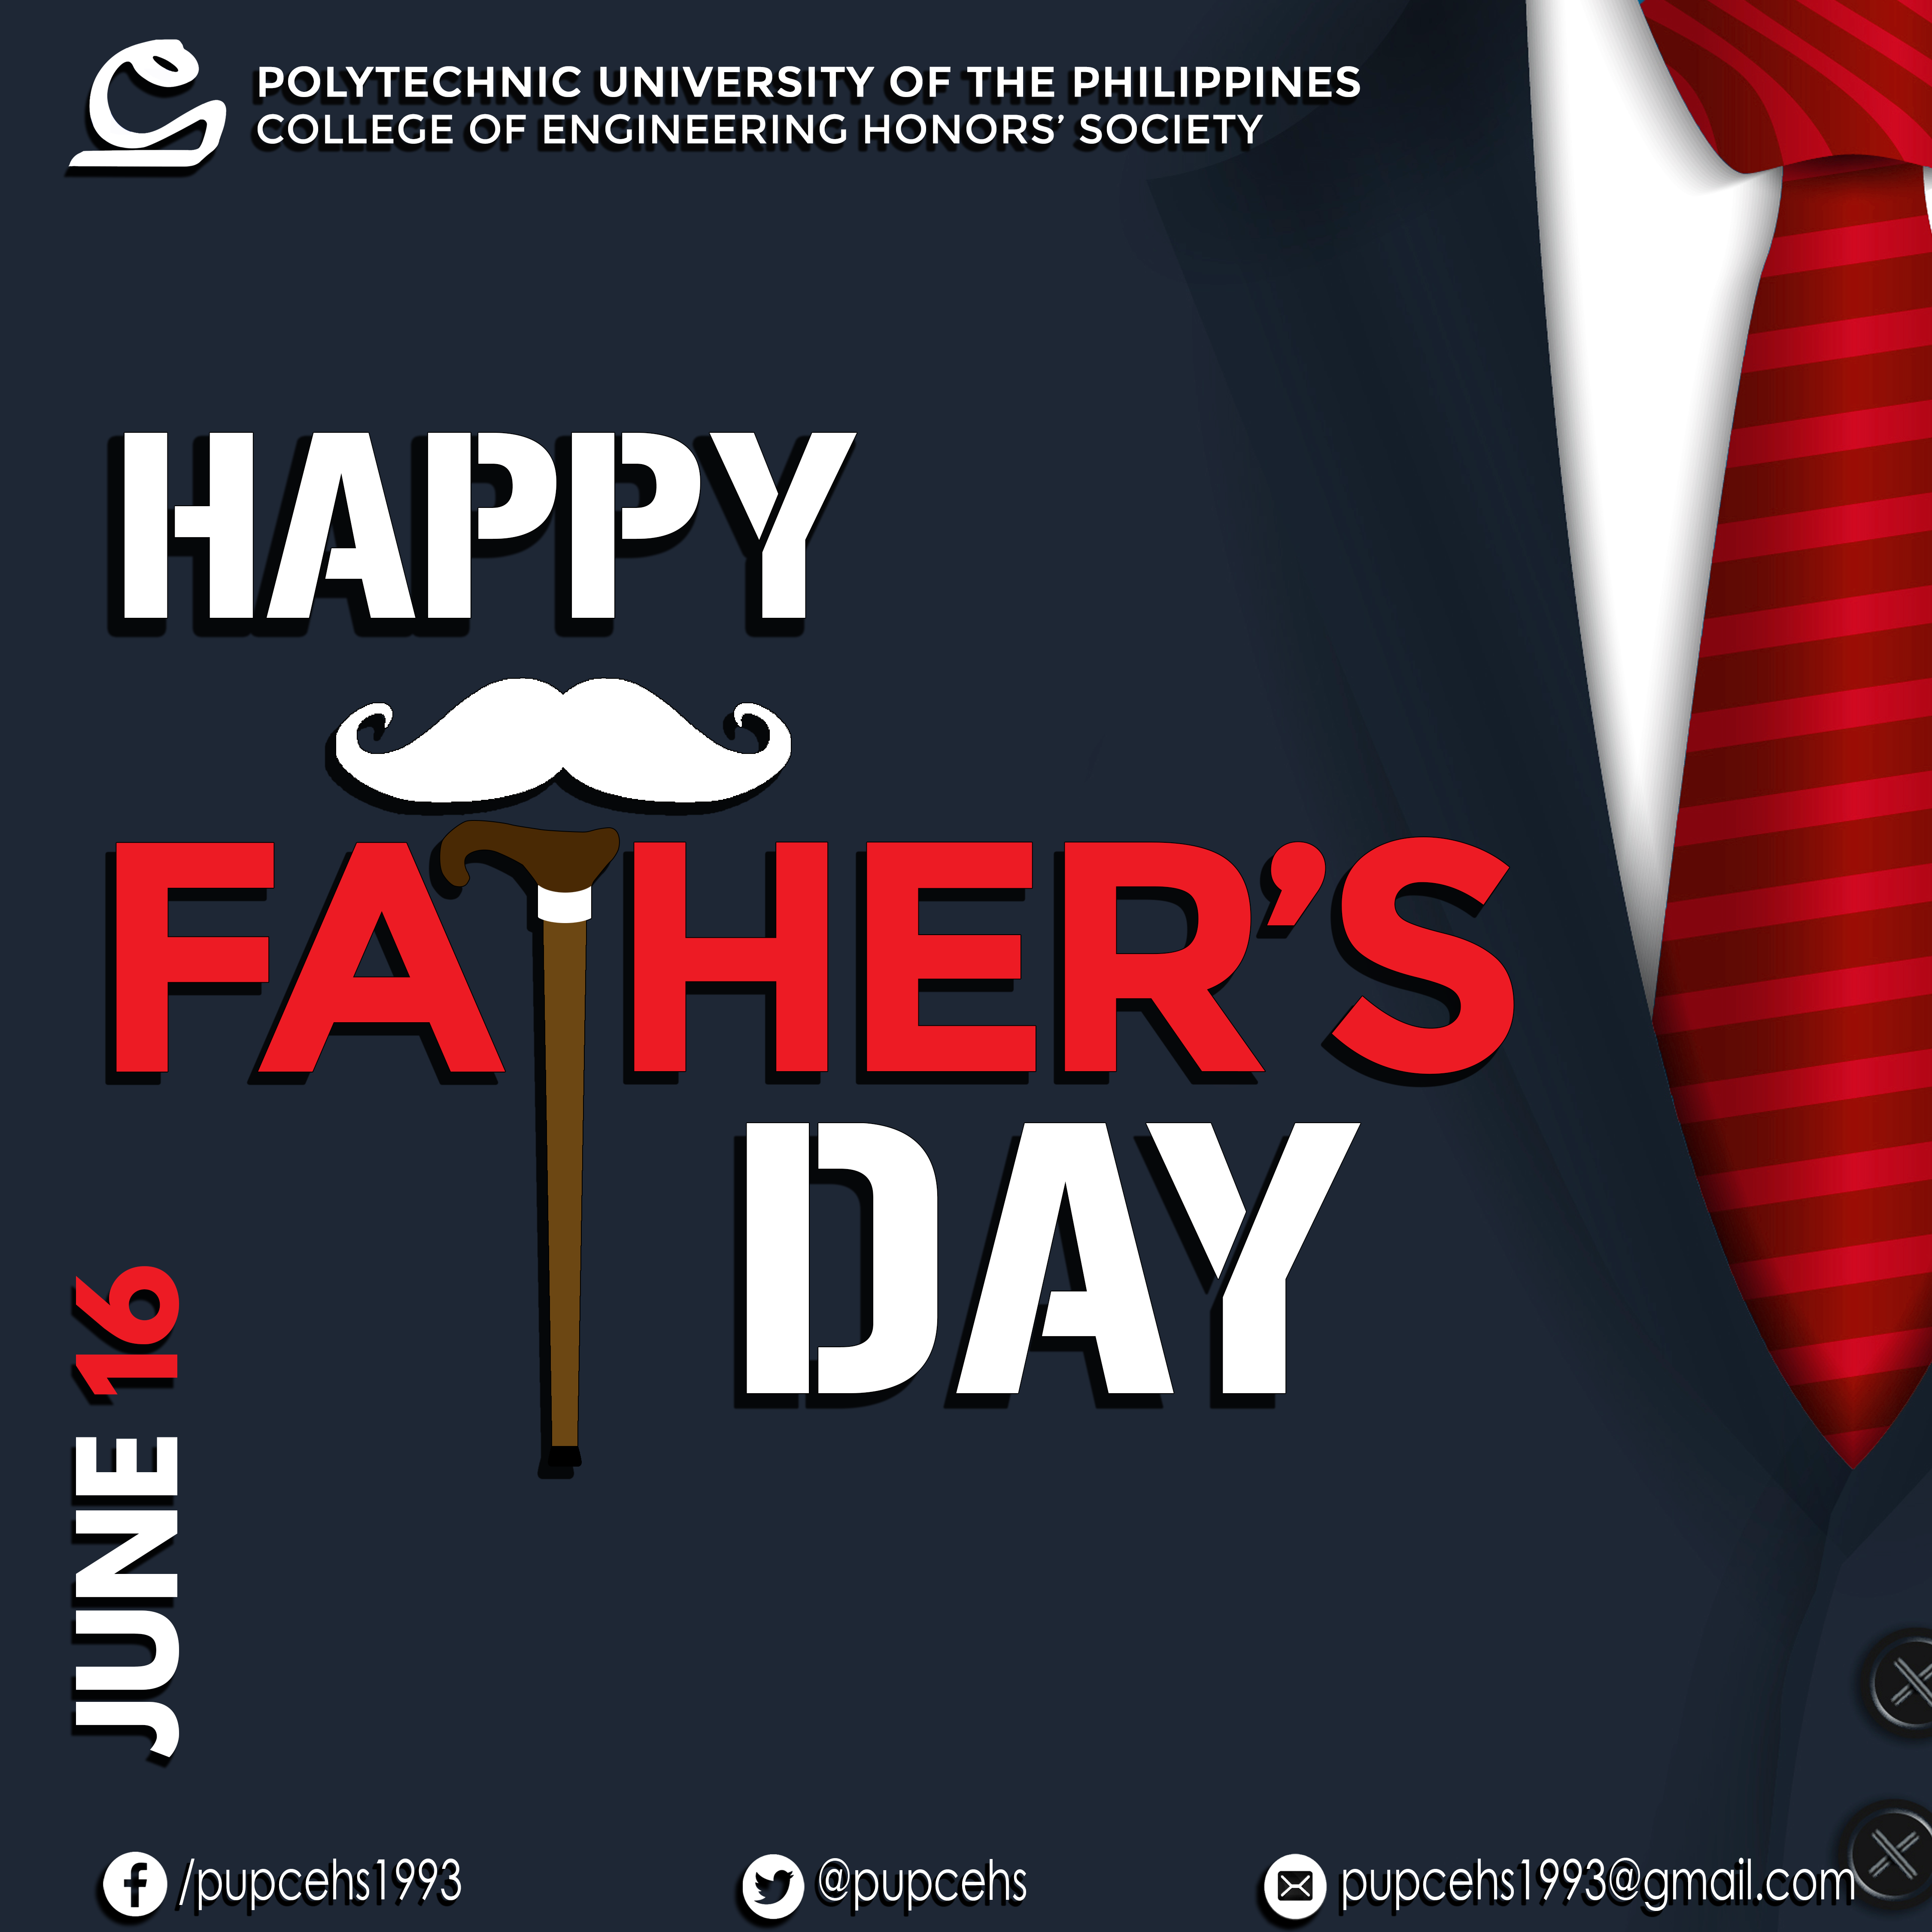 POLYTECHNIC UNIVERSITY OF THE PHILIPPINES
COLLEGE OF ENGINEERING HONORS’ SOCIETY
HAPPY
FATHER’S
DAY
JUNE 16
/pupcehs1993
@pupcehs
pupcehs1993@gmail.com